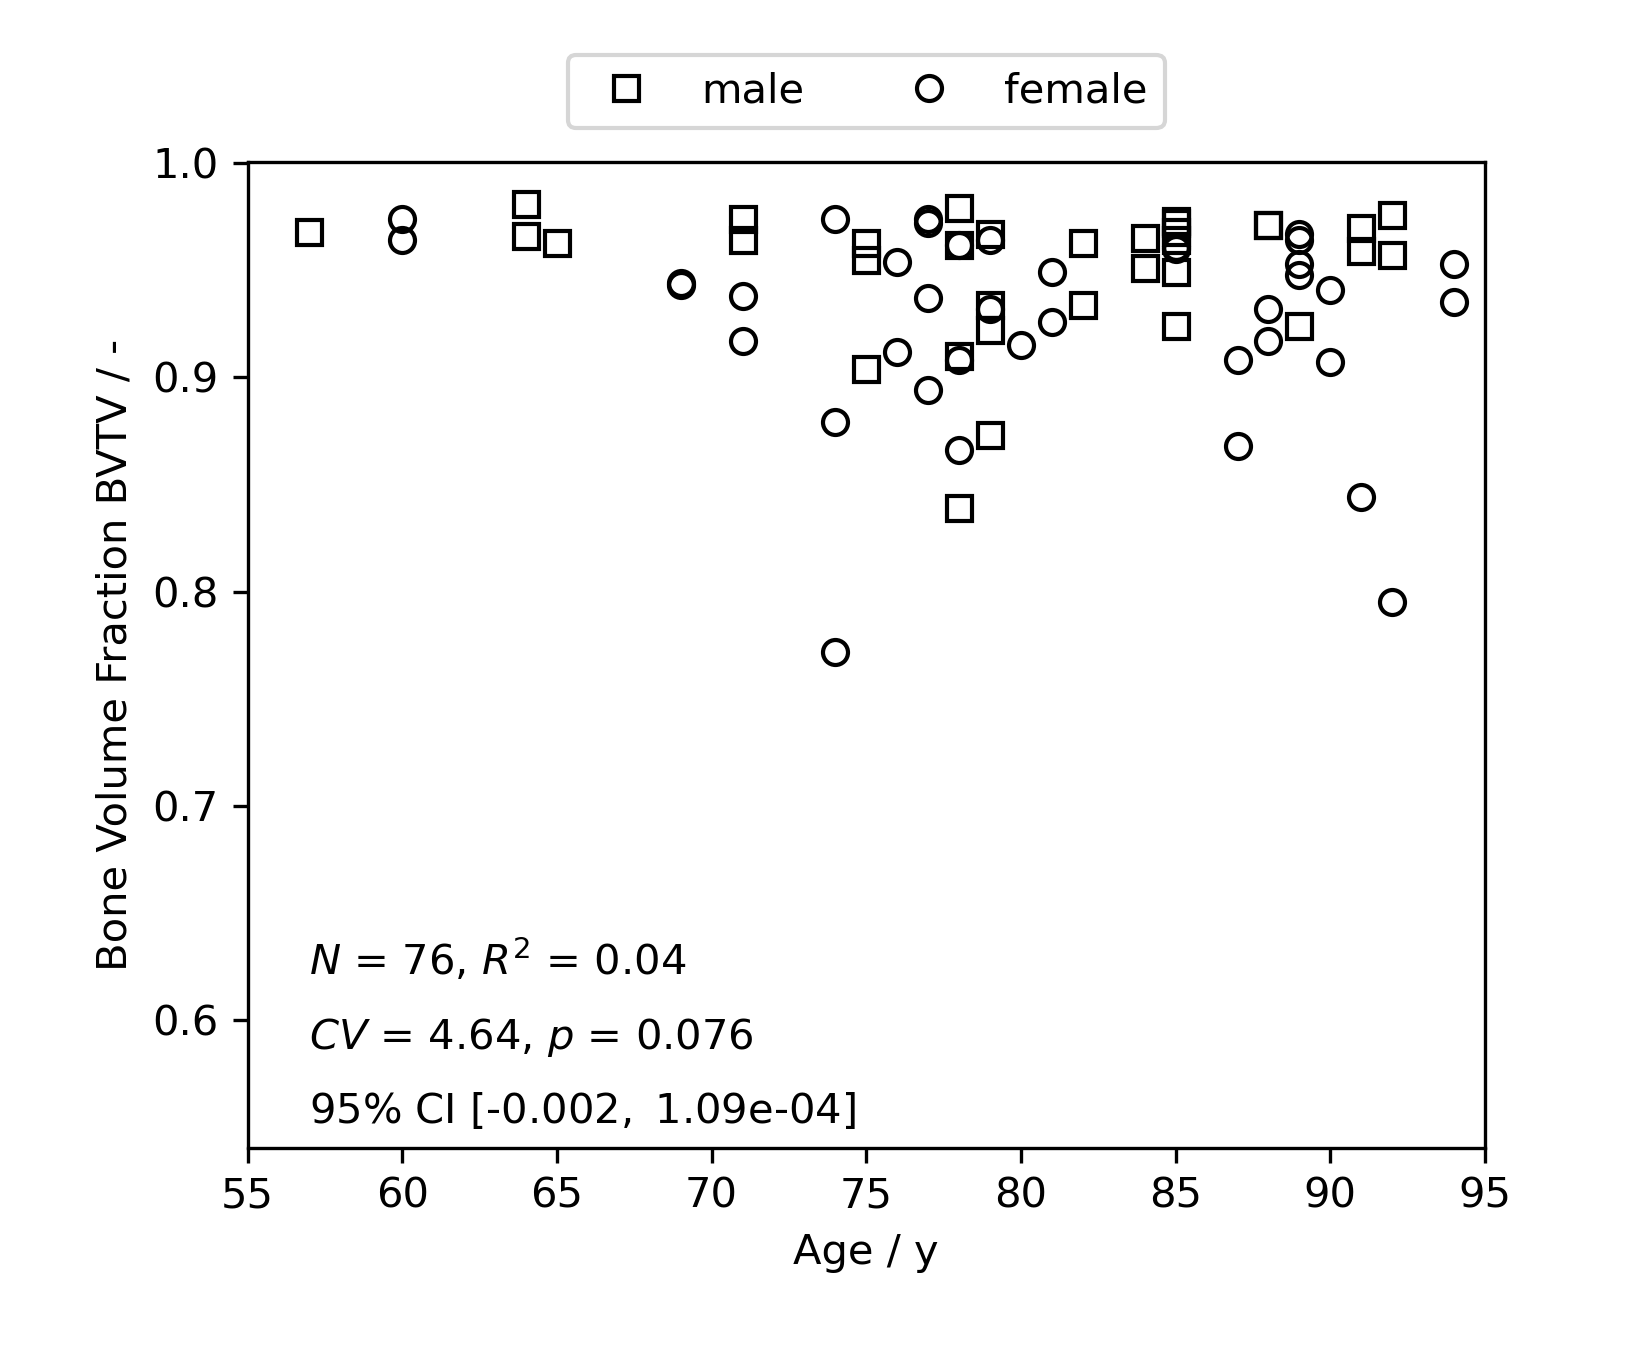 male female
1.0
0.9
0.8
0.7
0.6
Bone Volume Fraction BVTV / -
N = 76, R² = 0.04
CV = 4.64, p = 0.076
95% CI [-0.002, 1.09e-04]
55 60 65 70 75 80 85 90 95
Age / y